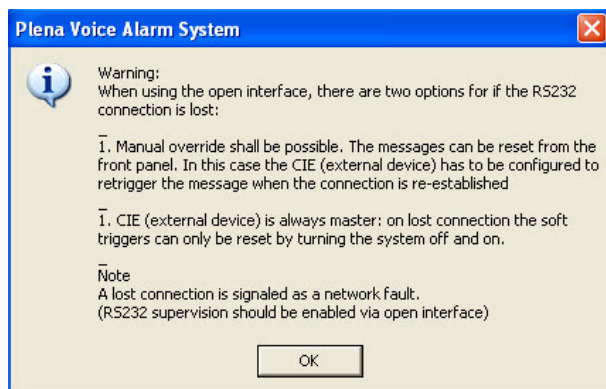 Plena Voice Alarm System
Warning:
When using the open interface, there are two options for if the RS232
connection is lost:
_
1. Manual override shall be possible. The messages can be reset from the
front panel. In this case the CIE (external device) has to be configured to
retrigger the message when the connection is re-established
_
1. CIE (external device) is always master: on lost connection the soft
triggers can only be reset by turning the system off and on.
_
Note
A lost connection is signaled as a network fault.
(RS232 supervision should be enabled via open interface)
OK